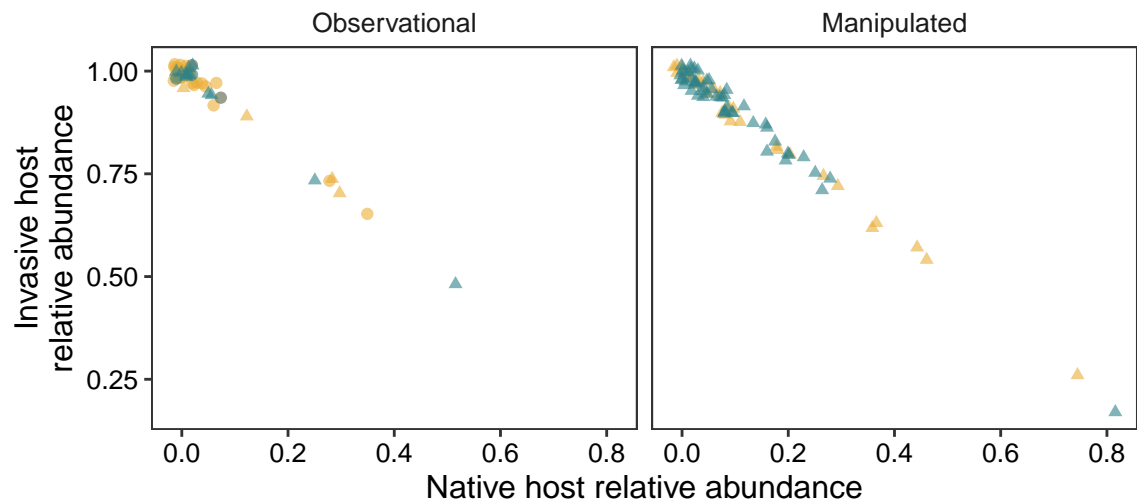 Observational
Manipulated
Invasive host
relative abundance
1.00
0.75
0.50
0.25
0.0 0.2 0.4 0.6 0.8
0.0 0.2 0.4 0.6 0.8
Native host relative abundance